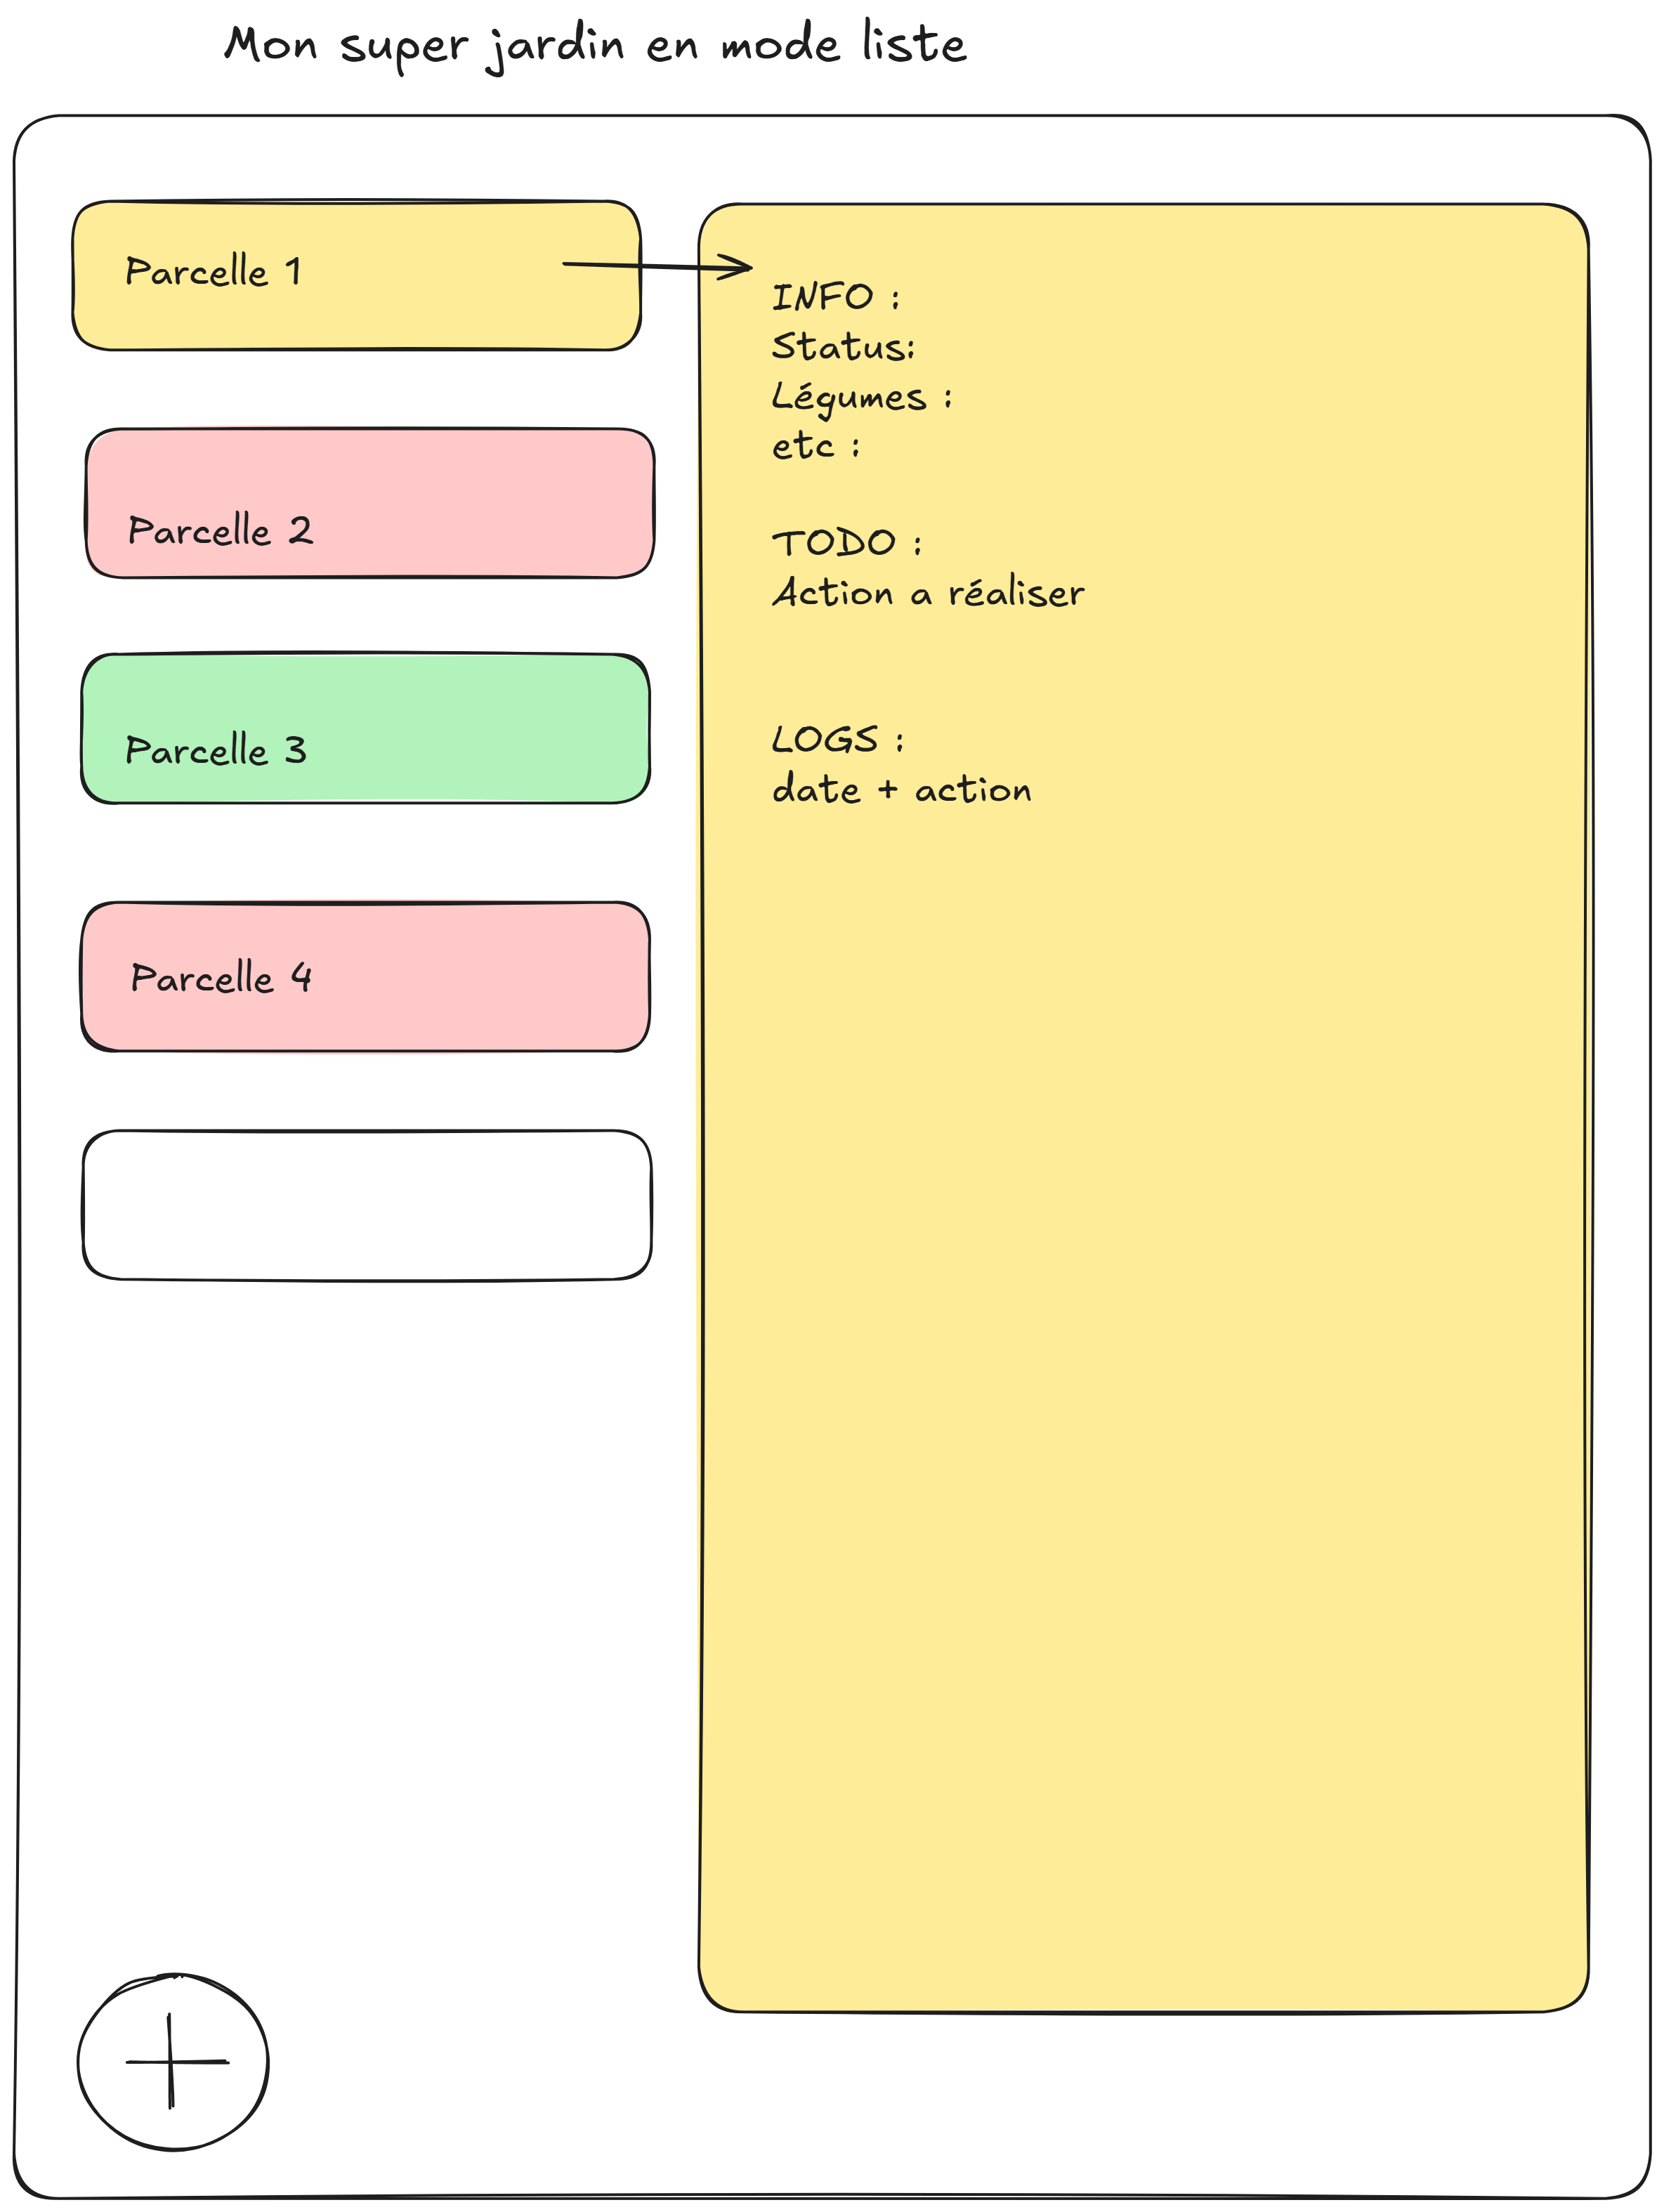 Mon super jardin en mode liste
Parcelle 1
Parcelle 2
Parcelle 3
Parcelle 4
INFO :
Status:
Légumes :
etc :
TODO :
Action a réaliser
LOGS :
date + action